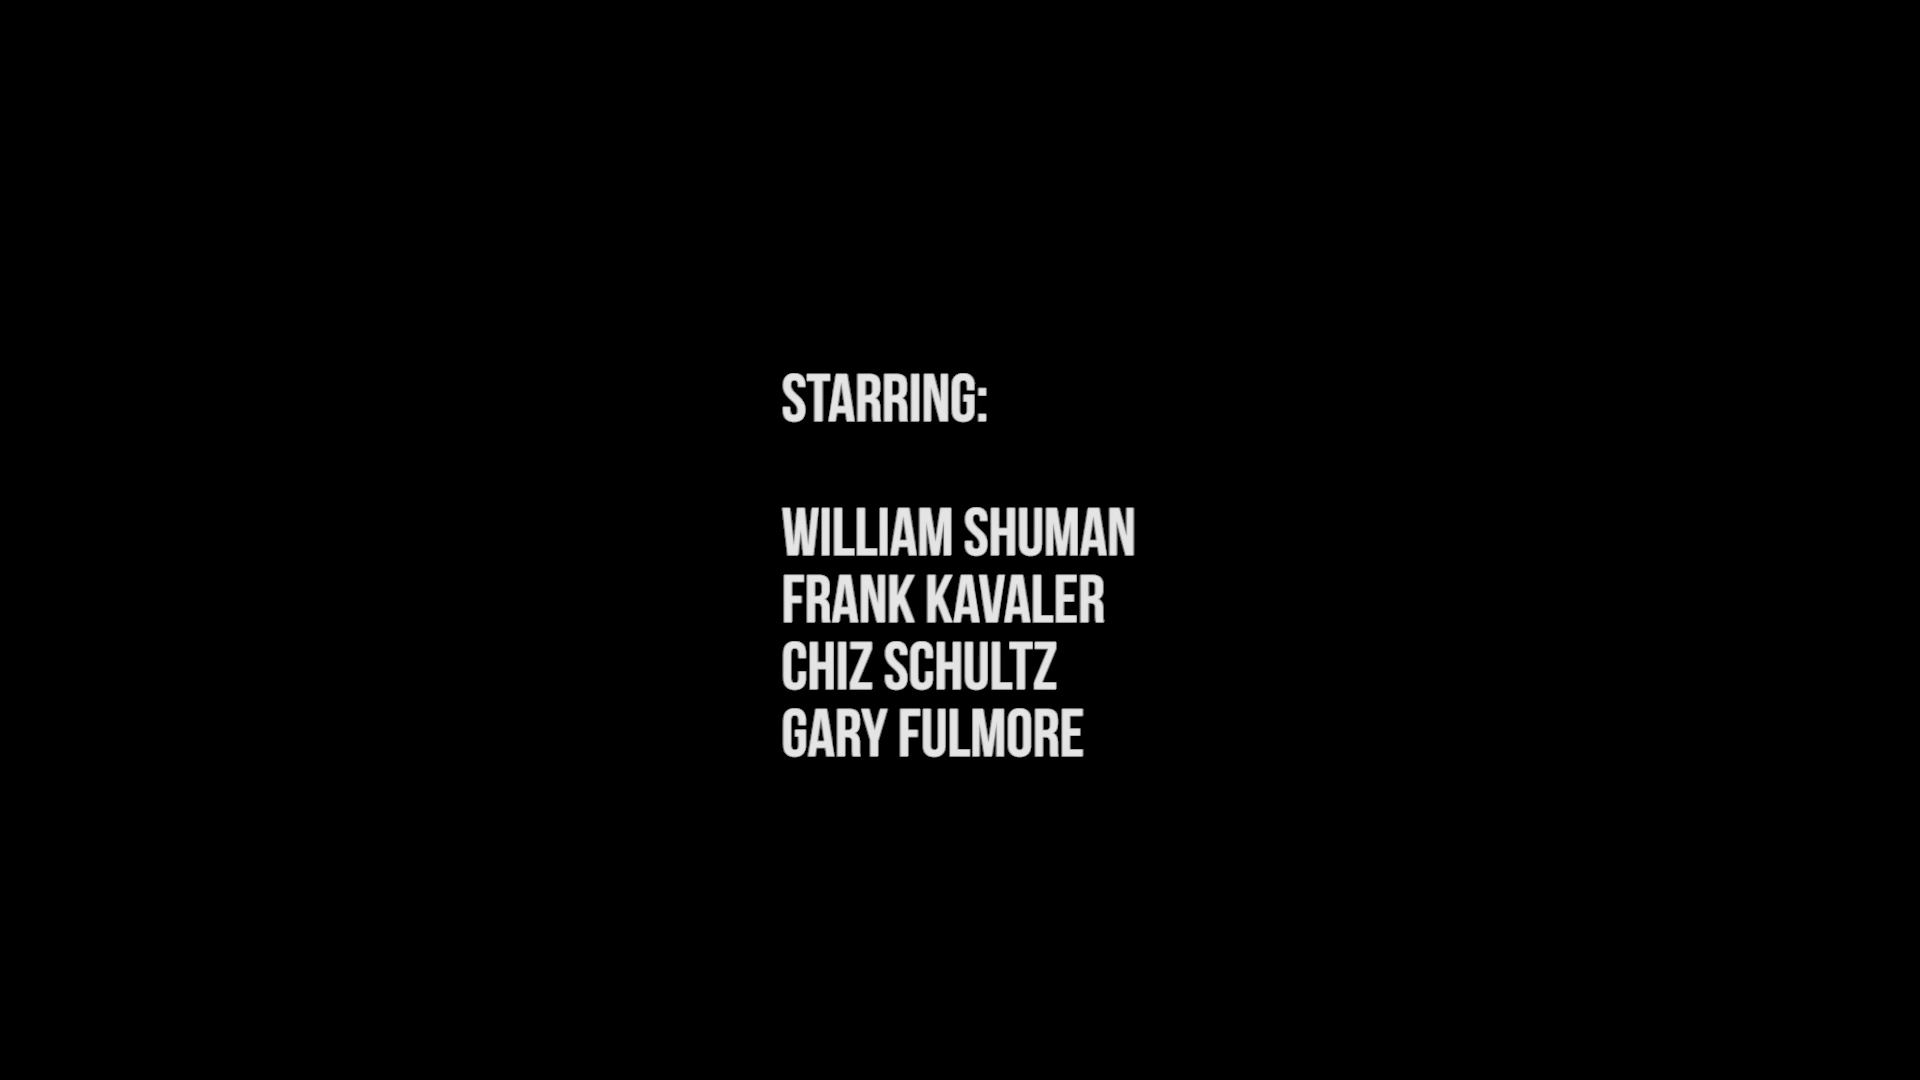 STARRING:
WILLIAM SHUMAN
FRANK KAVALER
CHIZ SCHULTZ
GARY FULMORE